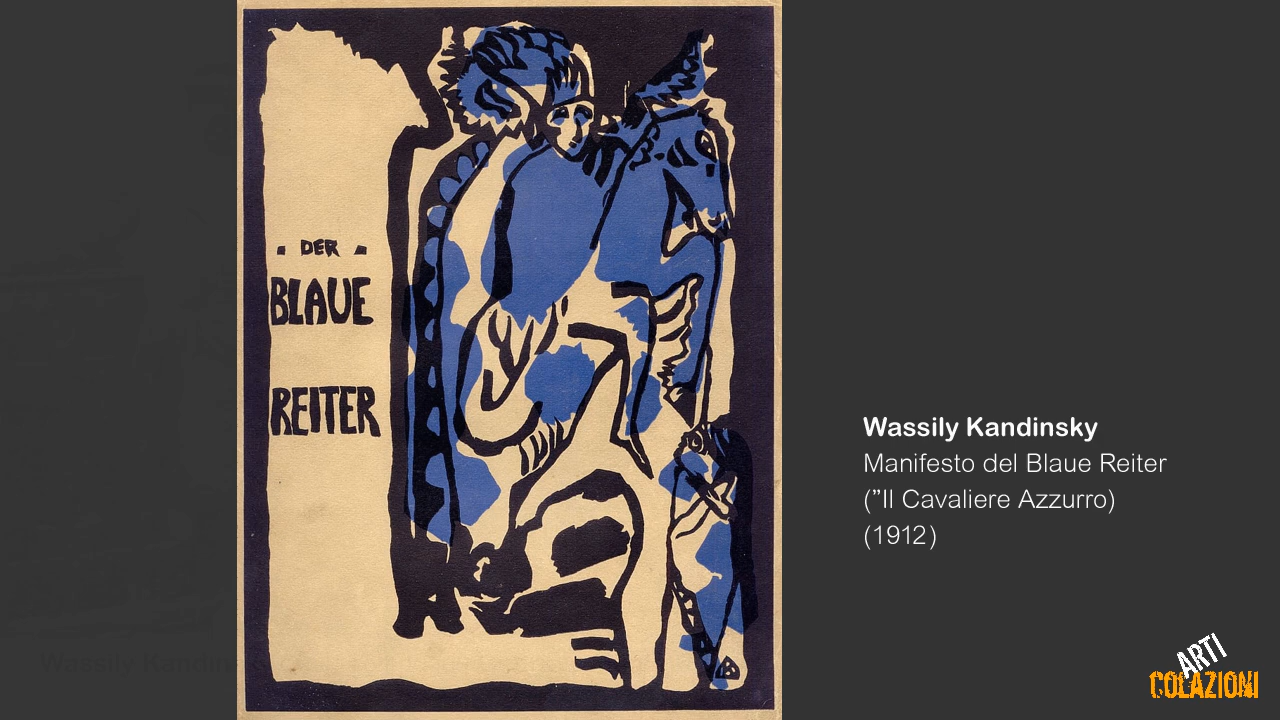 ▪ DER ▪
BLAUE
REITER
Wassily Kandinsky
Manifesto del Blaue Reiter
(”Il Cavaliere Azzurro)
(1912)
ARTI
COLAZIONI